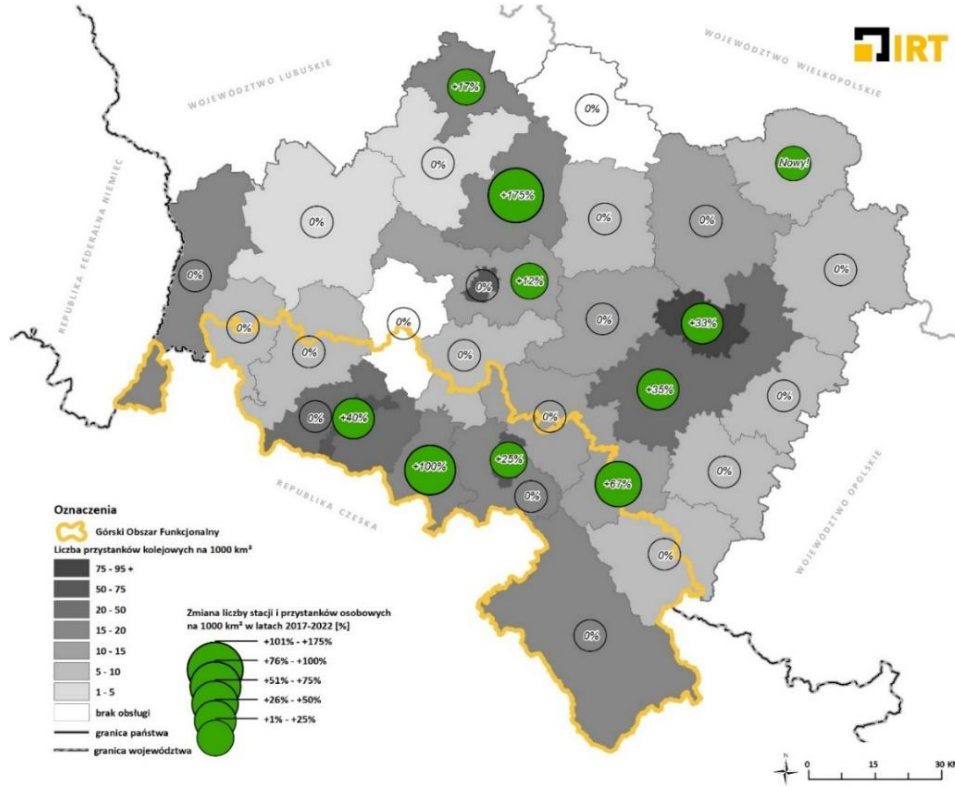 IRT
WOJEWÓDZTWO LUBUSKIE
WOJEWÓDZTWO WIELKOPOLSKIE
REPUBLIKA FEDERALNA NIEMIEC
+17%
0%
0%
Nowy!
+175%
0%
0%
0%
0%
0%
0%
+12%
0%
0%
0%
0%
+33%
0%
0%
+35%
0%
0%
+40%
0%
+100%
+25%
0%
+67%
0%
0%
0%
REPUBLIKA CZESKA
WOJEWÓDZTWO OPOLSKIE
Oznaczenia
Górski Obszar Funkcjonalny
Liczba przystanków kolejowych na 1000 km²
75 - 95 +
50 - 75
20 - 50
15 - 20
10 - 15
5 - 10
1 - 5
brak obsługi
granica państwa
granica województwa
Zmiana liczby stacji i przystanków osobowych
na 1000 km² w latach 2017-2022 [%]
+101% - +175%
+76% - +100%
+51% - +75%
+26% - +50%
+1% - +25%
N
0 15 30 KM